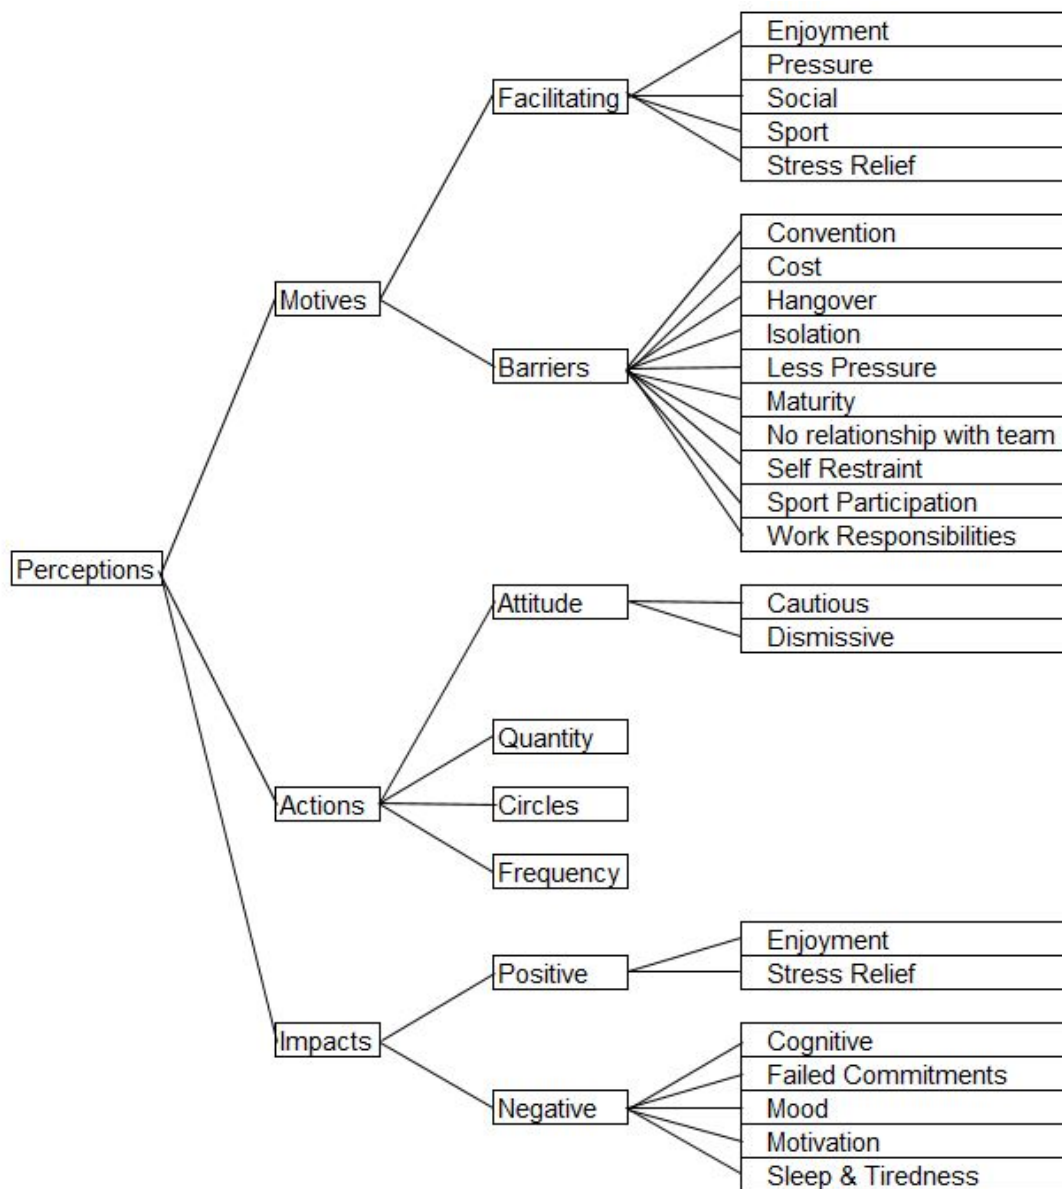 Enjoyment
Pressure
Facilitating
Social
Sport
Stress Relief
Convention
Cost
Motives
Hangover
Isolation
Barriers
Less Pressure
Maturity
No relationship with team
Self Restraint
Sport Participation
Work Responsibilities
Perceptions
Attitude
Cautious
Dismissive
Quantity
Actions
Circles
Frequency
Enjoyment
Positive
Stress Relief
Impacts
Cognitive
Failed Commitments
Negative
Mood
Motivation
Sleep & Tiredness